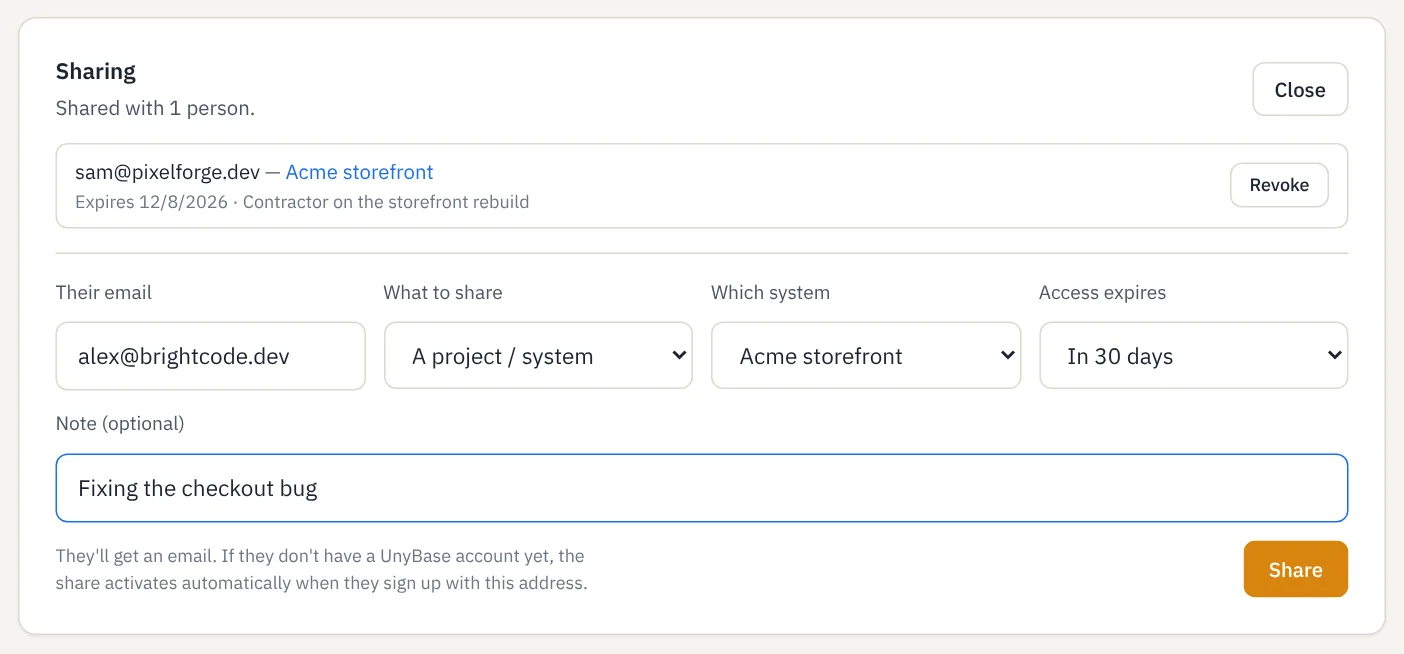 Sharing
Shared with 1 person.
Close
sam@pixelforge.dev — Acme storefront
Expires 12/8/2026 · Contractor on the storefront rebuild
Revoke
Their email
What to share
Which system
Access expires
alex@brightcode.dev
A project / system
Acme storefront
In 30 days
Note (optional)
Fixing the checkout bug
They'll get an email. If they don't have a UnyBase account yet, the
share activates automatically when they sign up with this address.
Share